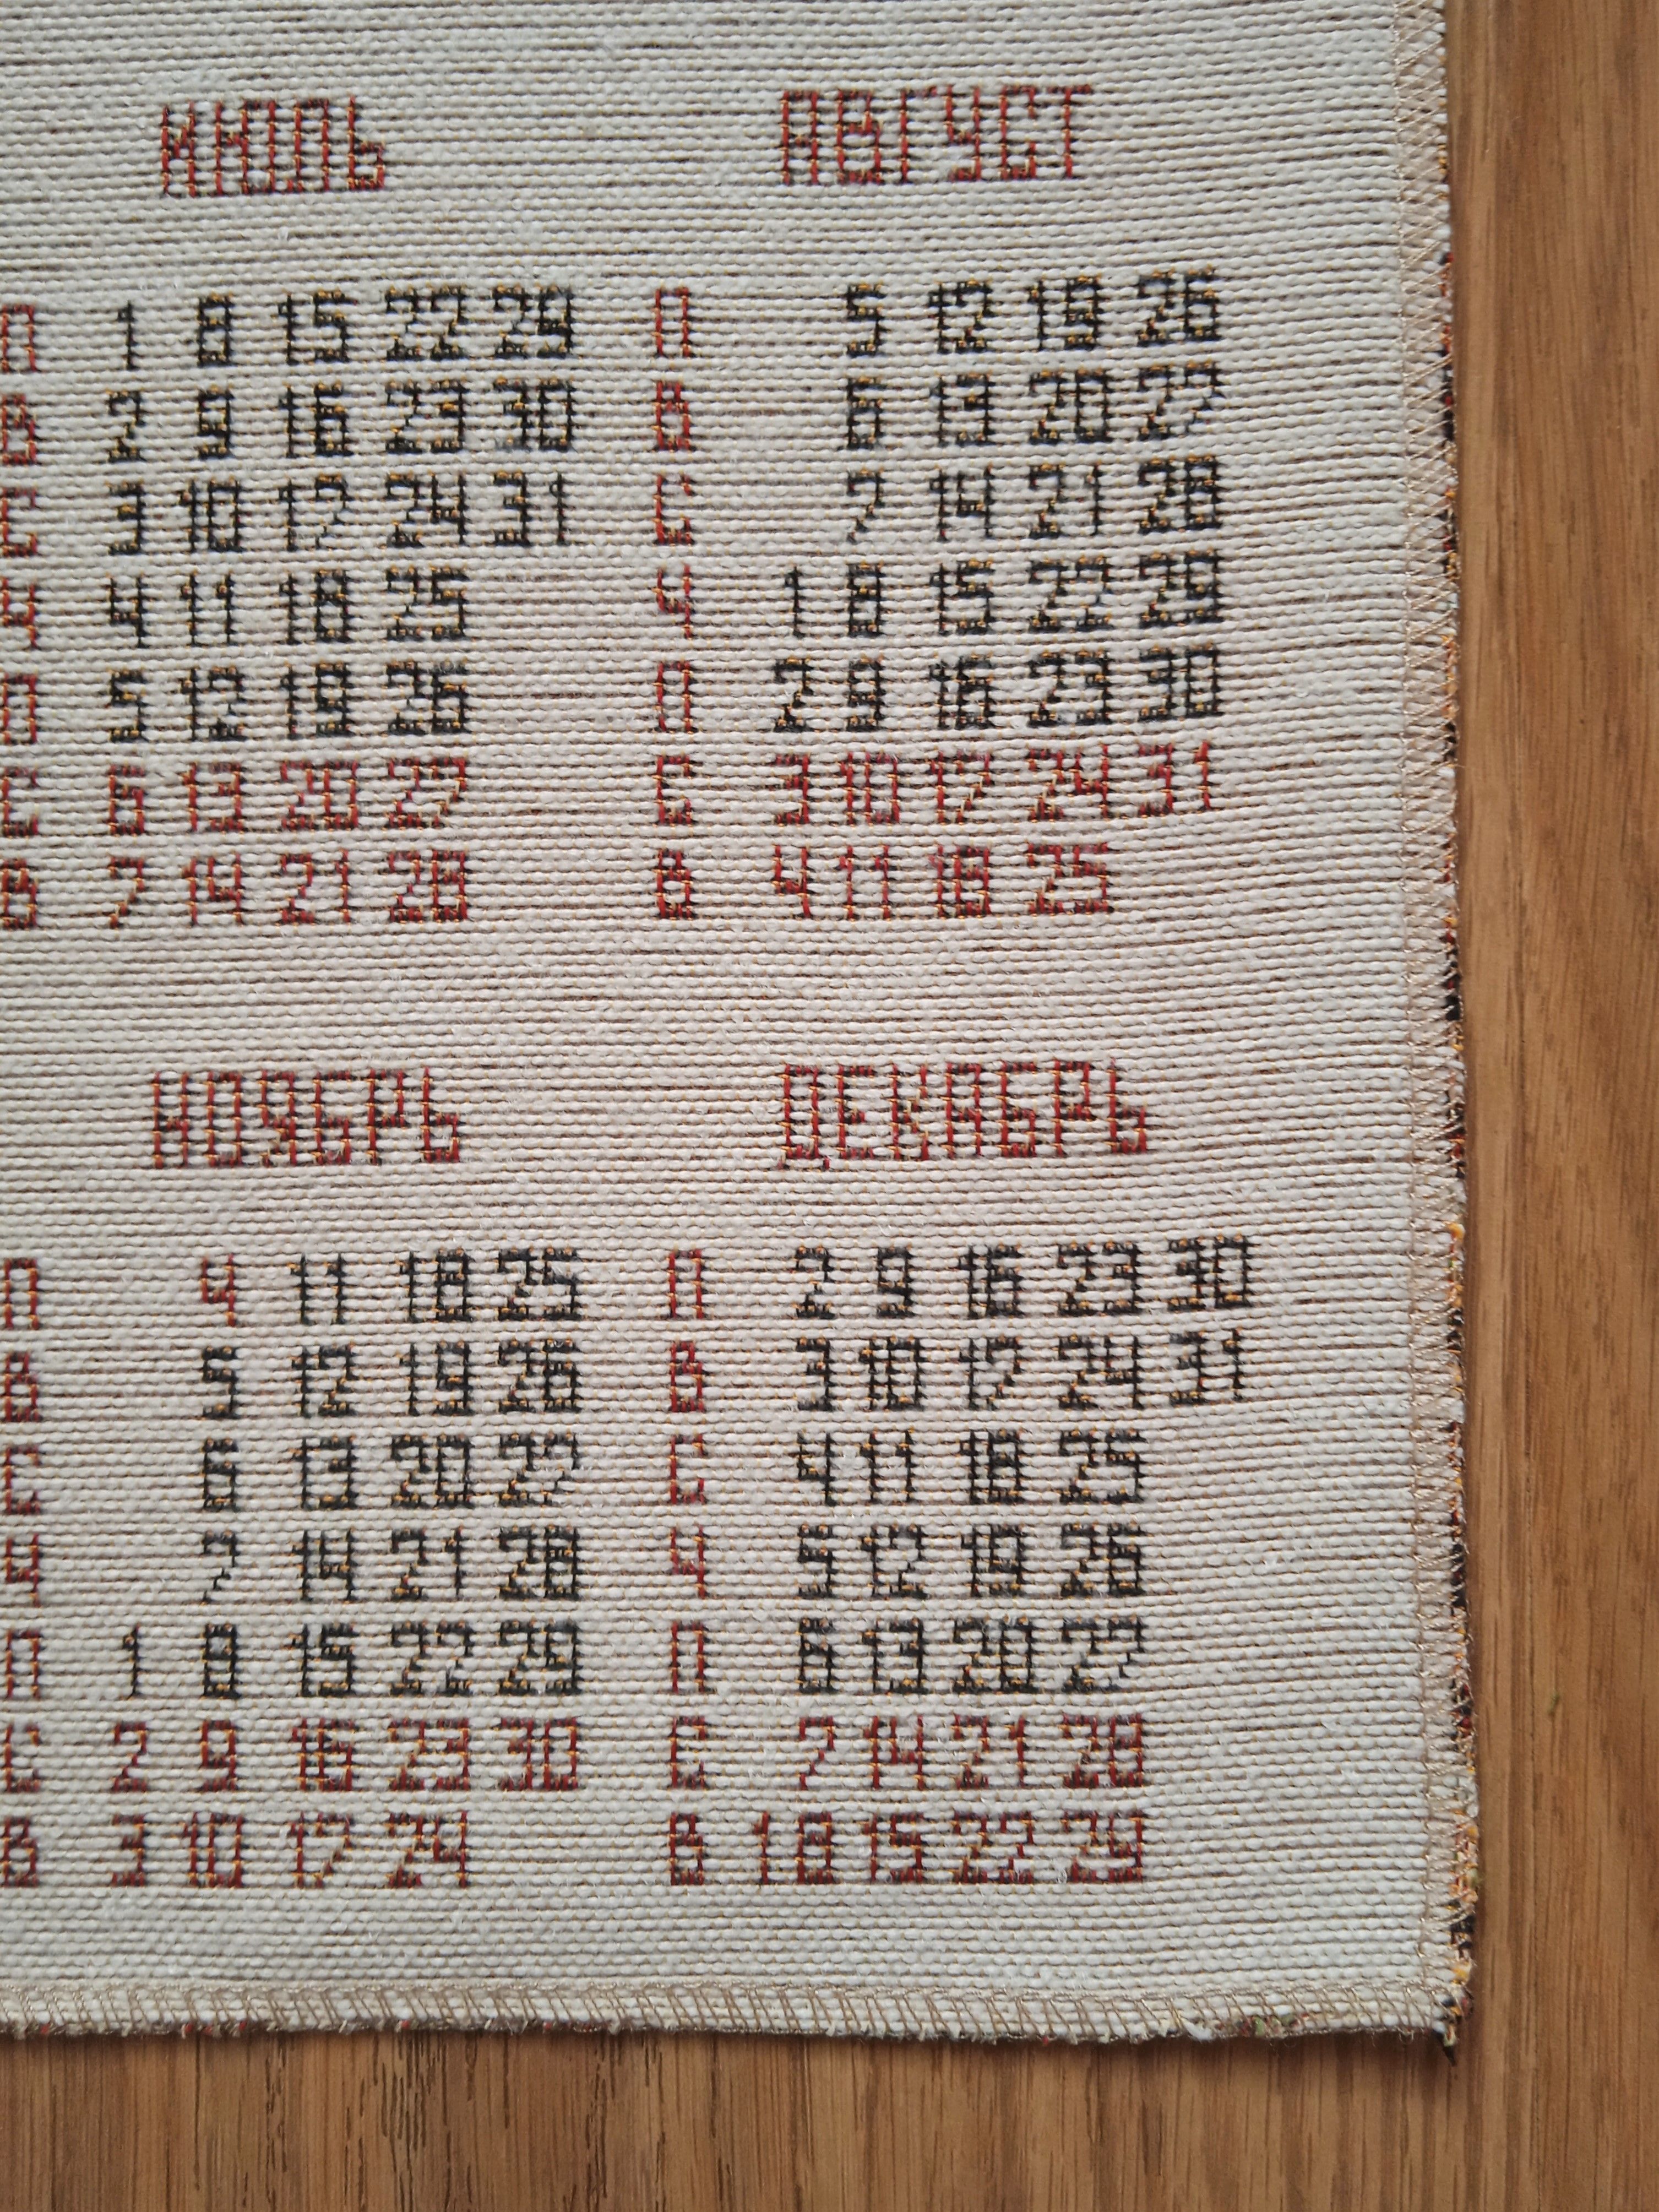 ИЮЛЬ АВГУСТ
П 1 8 15 22 29 П 5 12 19 26
В 2 9 16 23 30 В 6 13 20 27
С 3 10 17 24 31 С 7 14 21 28
Ч 4 11 18 25 Ч 1 8 15 22 29
П 5 12 19 26 П 2 9 16 23 30
С 6 13 20 27 С 3 10 17 24 31
В 7 14 21 28 В 4 11 18 25
НОЯБРЬ ДЕКАБРЬ
П 4 11 18 25 П 2 9 16 23 30
В 5 12 19 26 В 3 10 17 24 31
С 6 13 20 27 С 4 11 18 25
Ч 7 14 21 28 Ч 5 12 19 26
П 1 8 15 22 29 П 6 13 20 27
С 2 9 16 23 30 С 7 14 21 28
В 3 10 17 24 В 1 8 15 22 29